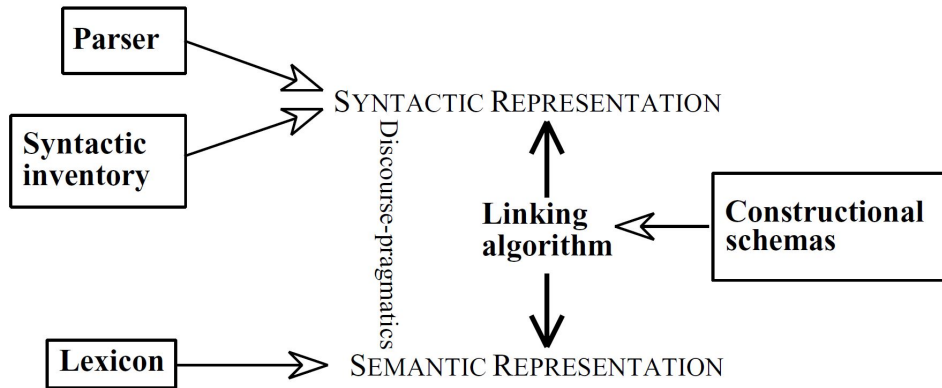 Parser
SYNTACTIC REPRESENTATION
Syntactic
inventory
Discourse-pragmatics
Linking
algorithm
Constructional
schemas
Lexicon
SEMANTIC REPRESENTATION